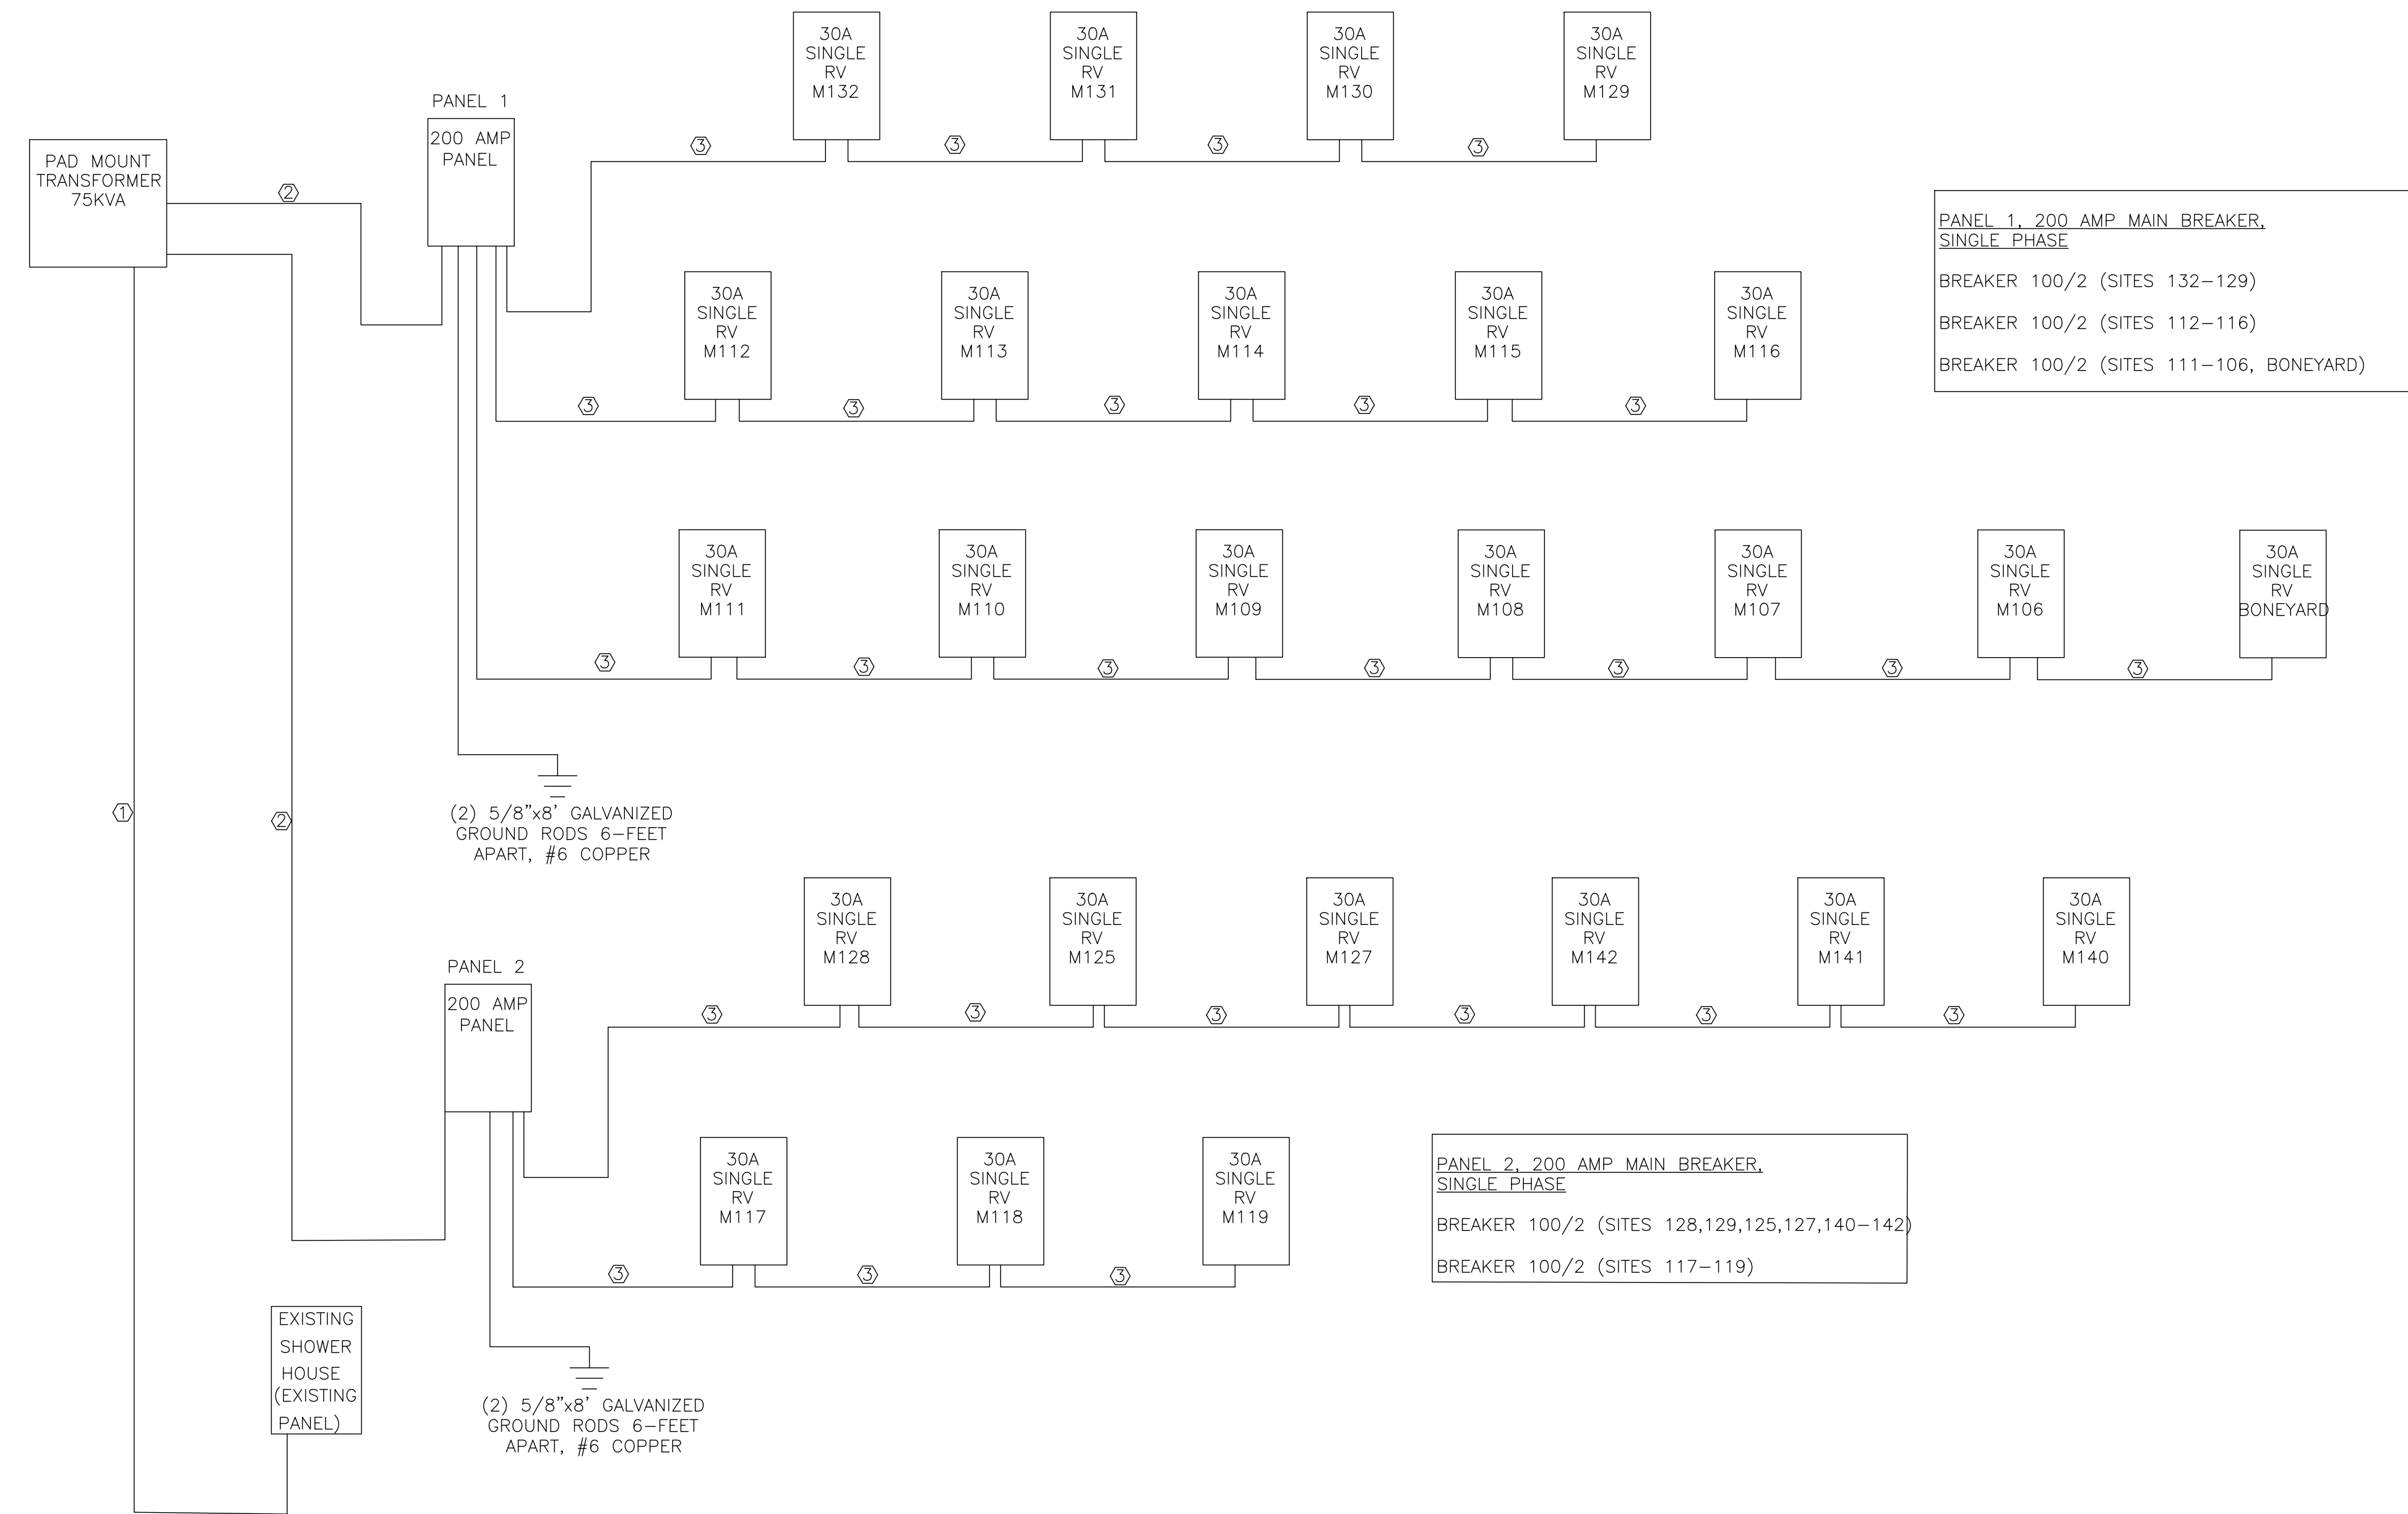 30A
SINGLE
RV
M132
30A
SINGLE
RV
M131
30A
SINGLE
RV
M130
30A
SINGLE
RV
M129
PANEL 1
200 AMP
PANEL
PAD MOUNT
TRANSFORMER
75KVA
2
3
3
3
3
PANEL 1, 200 AMP MAIN BREAKER,
SINGLE PHASE
BREAKER 100/2 (SITES 132-129)
BREAKER 100/2 (SITES 112-116)
BREAKER 100/2 (SITES 111-106, BONEYARD)
30A
SINGLE
RV
M112
30A
SINGLE
RV
M113
30A
SINGLE
RV
M114
30A
SINGLE
RV
M115
30A
SINGLE
RV
M116
3
3
3
3
3
30A
SINGLE
RV
M111
30A
SINGLE
RV
M110
30A
SINGLE
RV
M109
30A
SINGLE
RV
M108
30A
SINGLE
RV
M107
30A
SINGLE
RV
M106
30A
SINGLE
RV
BONEYARD
3
3
3
3
3
3
3
1
2
(2) 5/8"x8' GALVANIZED
GROUND RODS 6-FEET
APART, #6 COPPER
30A
SINGLE
RV
M128
30A
SINGLE
RV
M125
30A
SINGLE
RV
M127
30A
SINGLE
RV
M142
30A
SINGLE
RV
M141
30A
SINGLE
RV
M140
PANEL 2
200 AMP
PANEL
3
3
3
3
3
3
30A
SINGLE
RV
M117
30A
SINGLE
RV
M118
30A
SINGLE
RV
M119
3
3
3
PANEL 2, 200 AMP MAIN BREAKER,
SINGLE PHASE
BREAKER 100/2 (SITES 128,129,125,127,140-142)
BREAKER 100/2 (SITES 117-119)
EXISTING
SHOWER
HOUSE
(EXISTING
PANEL)
(2) 5/8"x8' GALVANIZED
GROUND RODS 6-FEET
APART, #6 COPPER